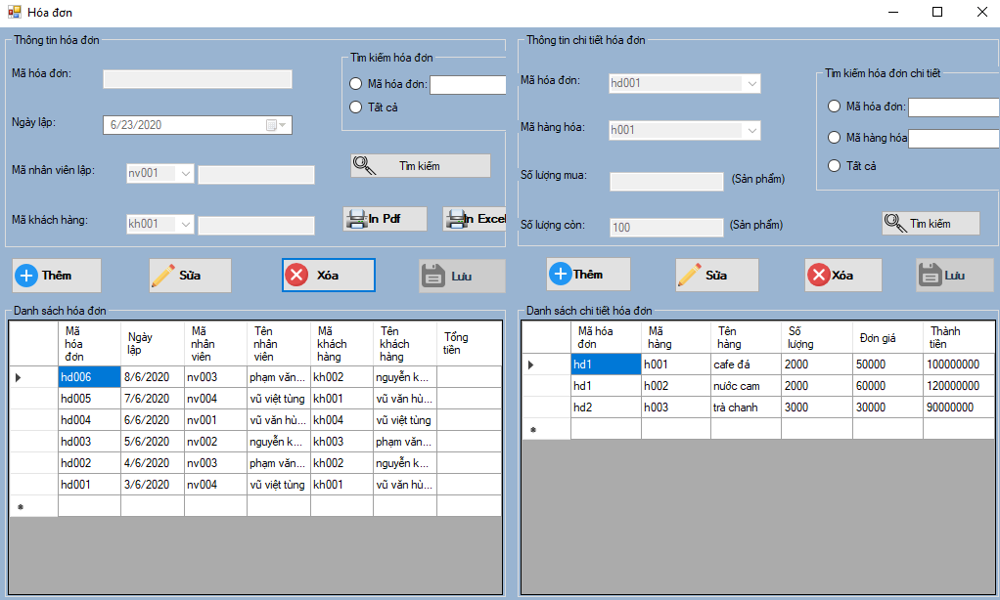 Hóa đơn
Thông tin hóa đơn
Mã hóa đơn:
Ngày lập:
6/23/2020
Mã nhân viên lập:
nv001
Mã khách hàng:
kh001
Tìm kiếm hóa đơn
Mã hóa đơn:
Tất cả
Tìm kiếm
In Pdf
In Excel
Thêm
Sửa
Xóa
Lưu
Thông tin chi tiết hóa đơn
Mã hóa đơn:
hd001
Mã hàng hóa:
h001
Số lượng mua:
(Sản phẩm)
Số lượng còn:
100
(Sản phẩm)
Tìm kiếm hóa đơn chi tiết
Mã hóa đơn:
Mã hàng hóa
Tất cả
Tìm kiếm
Thêm
Sửa
Xóa
Lưu
Danh sách hóa đơn
Mã hóa đơn Ngày lập Mã nhân viên Tên nhân viên Mã khách hàng Tên khách hàng Tổng tiền
hd006 8/6/2020 nv003 phạm văn... kh002 nguyễn k...
hd005 7/6/2020 nv004 vũ việt tùng kh001 vũ văn hù...
hd004 6/6/2020 nv001 vũ văn hù... kh004 vũ việt tùng
hd003 5/6/2020 nv002 nguyễn k... kh003 phạm văn...
hd002 4/6/2020 nv003 phạm văn... kh002 nguyễn k...
hd001 3/6/2020 nv004 vũ việt tùng kh001 vũ văn hù...
Danh sách chi tiết hóa đơn
Mã hóa đơn Mã hàng Tên hàng Số lượng Đơn giá Thành tiền
hd1 h001 cafe đá 2000 50000 100000000
hd1 h002 nước cam 2000 60000 120000000
hd2 h003 trà chanh 3000 30000 90000000